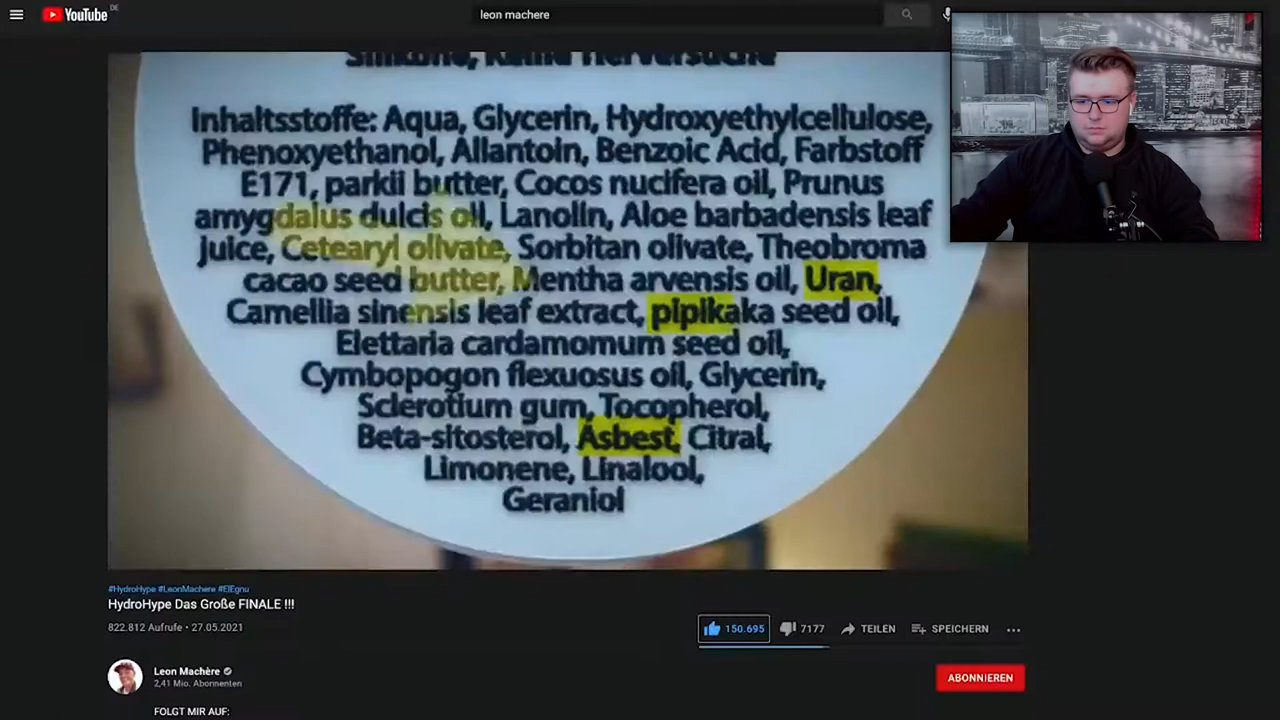 YouTube DE
leon machere
Silikone, Keine Tierversuche
Inhaltsstoffe: Aqua, Glycerin, Hydroxyethylcellulose,
Phenoxyethanol, Allantoin, Benzoic Acid, Farbstoff
E171, parkii butter, Cocos nucifera oil, Prunus
amygdalus dulcis oil, Lanolin, Aloe barbadensis leaf
juice, Cetearyl olivate, Sorbitan olivate, Theobroma
cacao seed butter, Mentha arvensis oil, Uran,
Camellia sinensis leaf extract, pipikaka seed oil,
Elettaria cardamomum seed oil,
Cymbopogon flexuosus oil, Glycerin,
Sclerotium gum, Tocopherol,
Beta-sitosterol, Asbest, Citral,
Limonene, Linalool,
Geraniol
#HydroHype #LeonMachere #ElEgnu
HydroHype Das Große FINALE !!!
822.812 Aufrufe • 27.05.2021
150.695 7177 TEILEN SPEICHERN ...
Leon Machère
2,41 Mio. Abonnenten
ABONNIEREN
FOLGT MIR AUF: